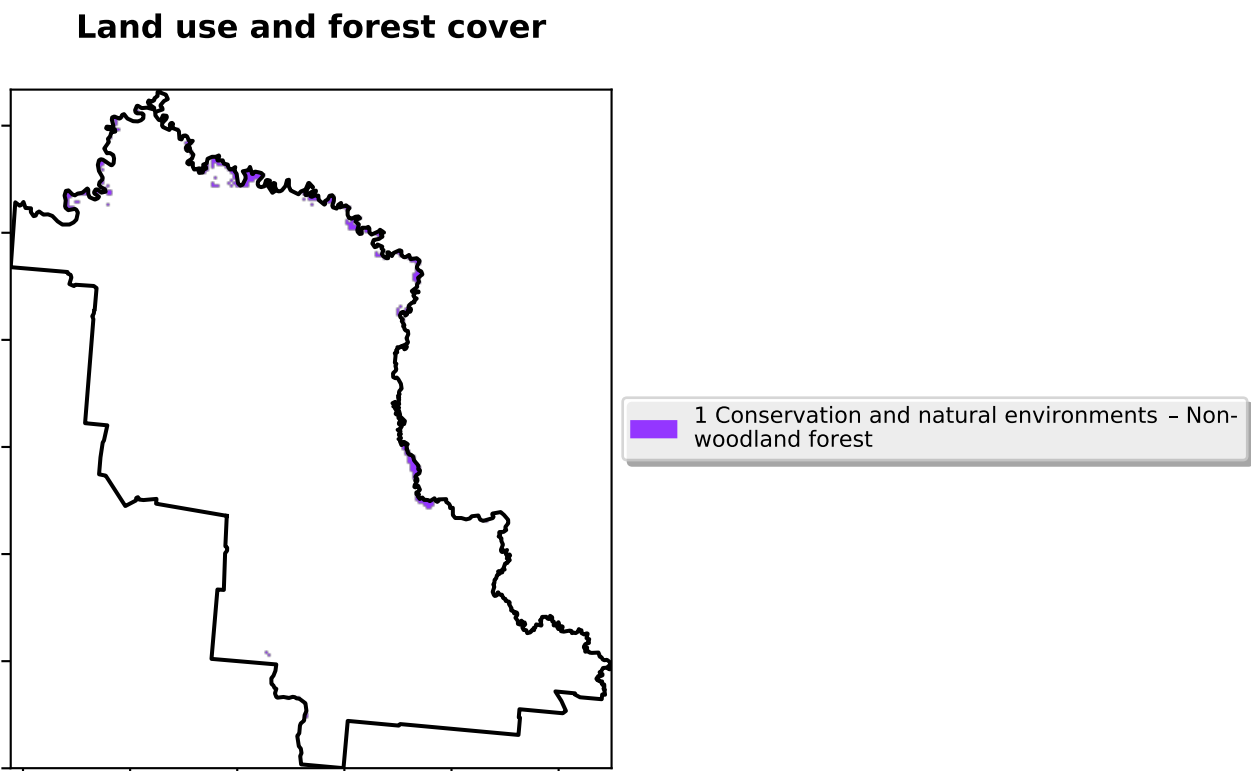 Land use and forest cover
1 Conservation and natural environments – Non-
woodland forest